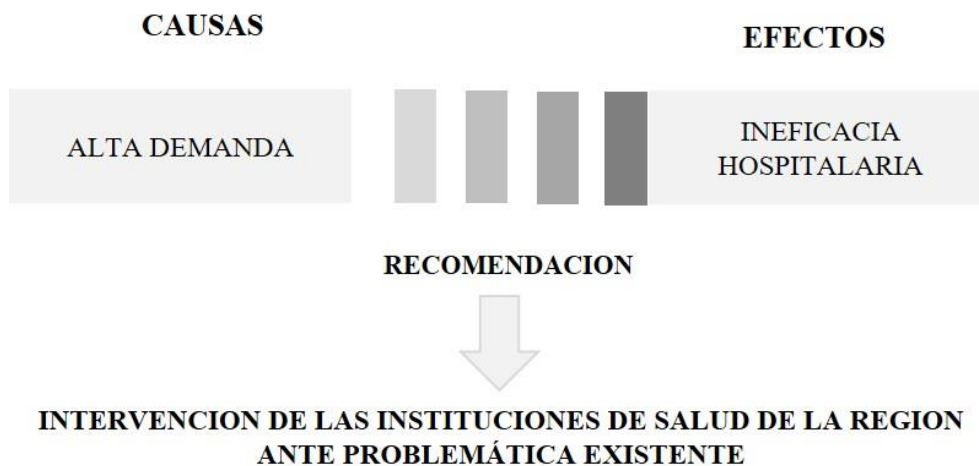 CAUSAS
EFECTOS
ALTA DEMANDA
INEFICACIA
HOSPITALARIA
RECOMENDACION
INTERVENCION DE LAS INSTITUCIONES DE SALUD DE LA REGION
ANTE PROBLEMÁTICA EXISTENTE